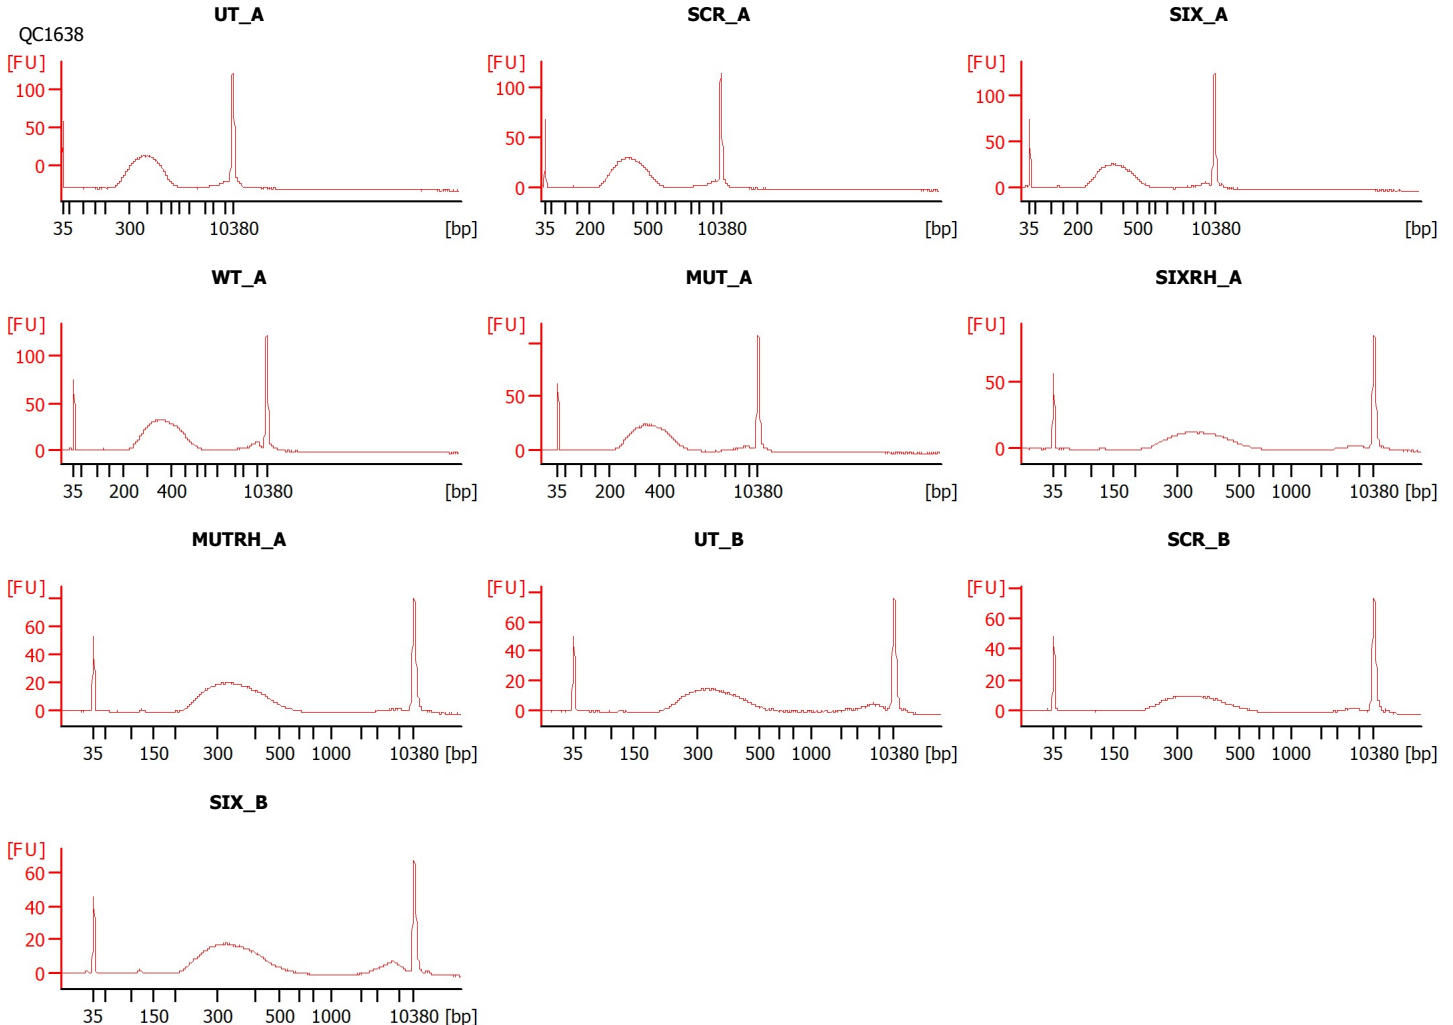 UT_A SCR_A SIX_A
QC1638
[FU] [FU] [FU]
100 100 100
50 50 50
0 0 0
35 300 10380 [bp] 35 200 500 10380 [bp] 35 200 500 10380 [bp]
WT_A MUT_A SIXRH_A
[FU] [FU] [FU]
100
50 50 50
0 0 0
35 200 400 10380 [bp] 35 200 400 10380 [bp] 35 150 300 500 1000 10380 [bp]
MUTRH_A UT_B SCR_B
[FU] [FU] [FU]
60 60 60
40 40 40
20 20 20
0 0 0
35 150 300 500 1000 10380 [bp] 35 150 300 500 1000 10380 [bp] 35 150 300 500 1000 10380 [bp]
SIX_B
[FU]
60
40
20
0
35 150 300 500 1000 10380 [bp]